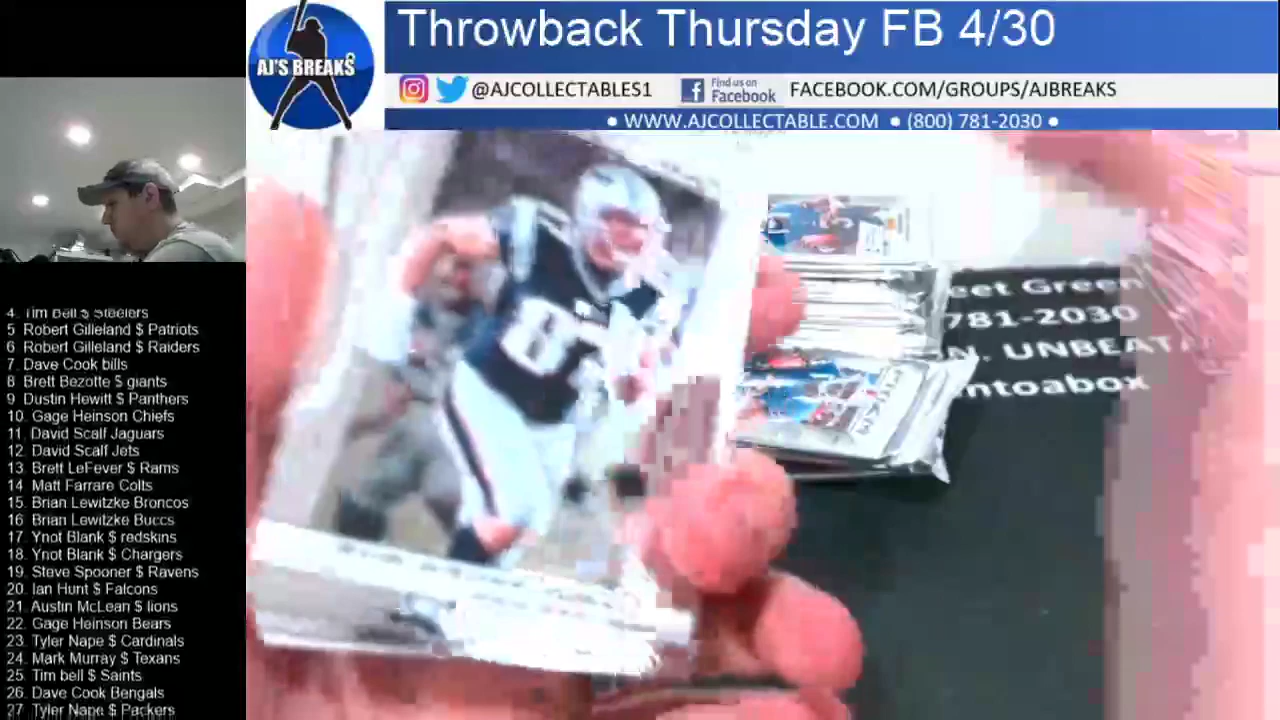 Throwback Thursday FB 4/30
AJ'S BREAKS
@AJCOLLECTABLES1
Find us on
Facebook
FACEBOOK.COM/GROUPS/AJBREAKS
• WWW.AJCOLLECTABLE.COM • (800) 781-2030 •
4. Tim Bell $ Steelers
5 Robert Gilleland $ Patriots
6 Robert Gilleland $ Raiders
7. Dave Cook bills
8 Brett Bezotte $ giants
9 Dustin Hewitt $ Panthers
10. Gage Heinson Chiefs
11. David Scalf Jaguars
12. David Scalf Jets
13. Brett LeFever $ Rams
14 Matt Farrare Colts
15. Brian Lewitzke Broncos
16 Brian Lewitzke Buccs
17. Ynot Blank $ redskins
18. Ynot Blank $ Chargers
19. Steve Spooner $ Ravens
20. Ian Hunt $ Falcons
21. Austin McLean $ lions
22. Gage Heinson Bears
23. Tyler Nape $ Cardinals
24. Mark Murray $ Texans
25. Tim bell $ Saints
26. Dave Cook Bengals
27 Tyler Nape $ Packers
87
eet Green
781-2030
N. UNBEATA
ntoabox